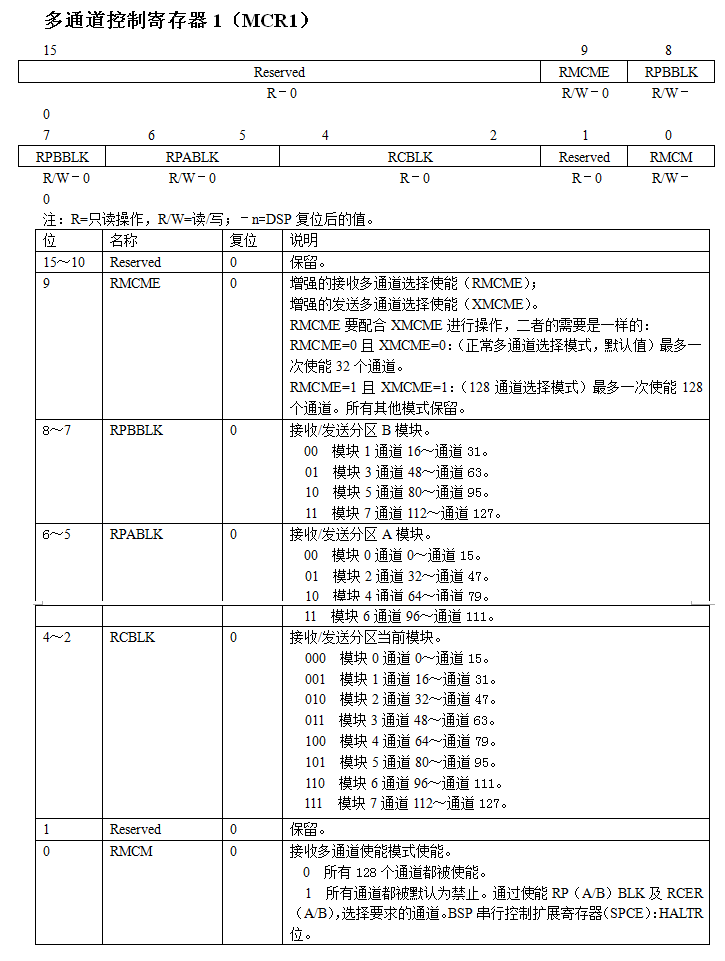 多通道控制寄存器 1（MCR1）
15 9 8
Reserved RMCME RPBBLK
R－0 R/W－0 R/W－
0
7 6 5 4 2 1 0
RPBBLK RPABLK RCBLK Reserved RMCM
R/W－0 R/W－0 R－0 R－0 R/W－
0
注：R=只读操作，R/W=读/写；－n=DSP 复位后的值。
位 名称 复位 说明
15～10 Reserved 0 保留。
9 RMCME 0 增强的接收多通道选择使能（RMCME）；
增强的发送多通道选择使能（XMCME）。
RMCME 要配合 XMCME 进行操作，二者的需要是一样的：
RMCME=0 且 XMCME=0：（正常多通道选择模式，默认值）最多一
次使能 32 个通道。
RMCME=1 且 XMCME=1：（128 通道选择模式）最多一次使能 128
个通道。所有其他模式保留。
8～7 RPBBLK 0 接收/发送分区 B 模块。
00 模块 1 通道 16～通道 31。
01 模块 3 通道 48～通道 63。
10 模块 5 通道 80～通道 95。
11 模块 7 通道 112～通道 127。
6～5 RPABLK 0 接收/发送分区 A 模块。
00 模块 0 通道 0～通道 15。
01 模块 2 通道 32～通道 47。
10 模块 4 通道 64～通道 79。
11 模块 6 通道 96～通道 111。
4～2 RCBLK 0 接收/发送分区当前模块。
000 模块 0 通道 0～通道 15。
001 模块 1 通道 16～通道 31。
010 模块 2 通道 32～通道 47。
011 模块 3 通道 48～通道 63。
100 模块 4 通道 64～通道 79。
101 模块 5 通道 80～通道 95。
110 模块 6 通道 96～通道 111。
111 模块 7 通道 112～通道 127。
1 Reserved 0 保留。
0 RMCM 0 接收多通道使能模式使能。
0 所有 128 个通道都被使能。
1 所有通道都被默认为禁止。通过使能 RP（A/B）BLK 及 RCER
（A/B），选择要求的通道。BSP 串行控制扩展寄存器（SPCE）：HALTR
位。